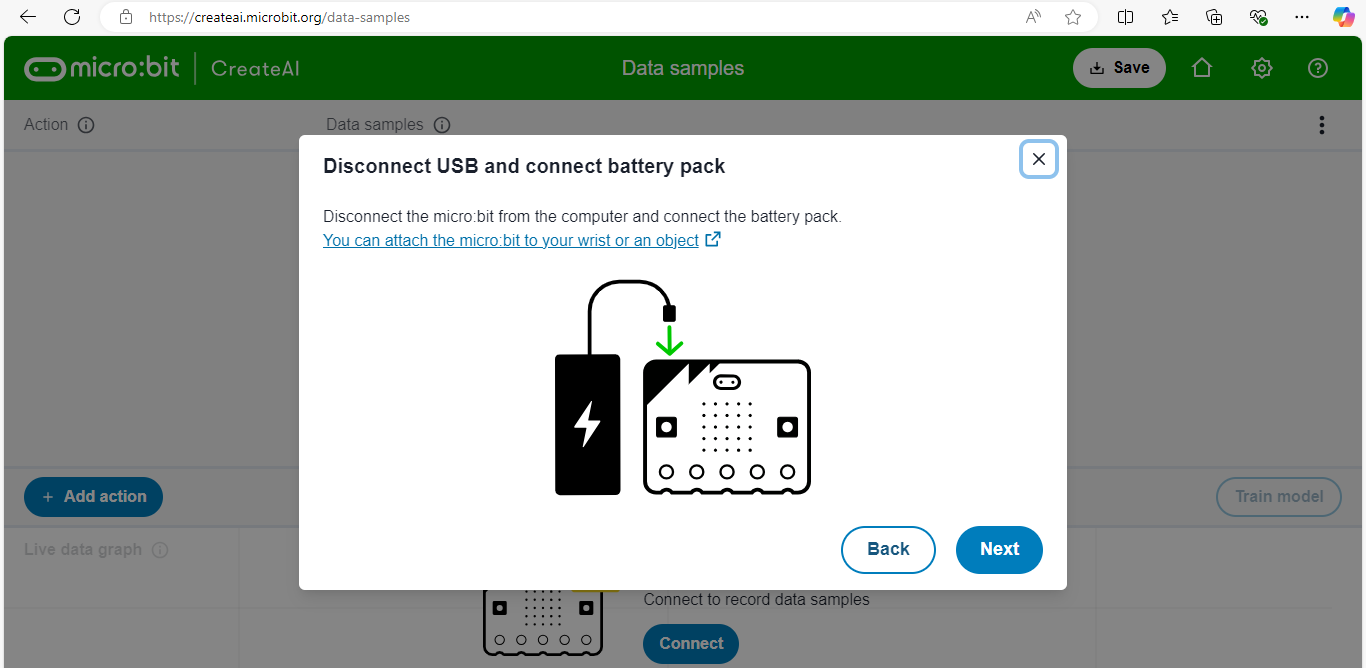 https://createai.microbit.org/data-samples
micro:bit CreateAI Data samples Save
Action Data samples
Disconnect USB and connect battery pack
Disconnect the micro:bit from the computer and connect the battery pack.
You can attach the micro:bit to your wrist or an object
+ Add action Train model
Back Next
Live data graph
Connect to record data samples
Connect